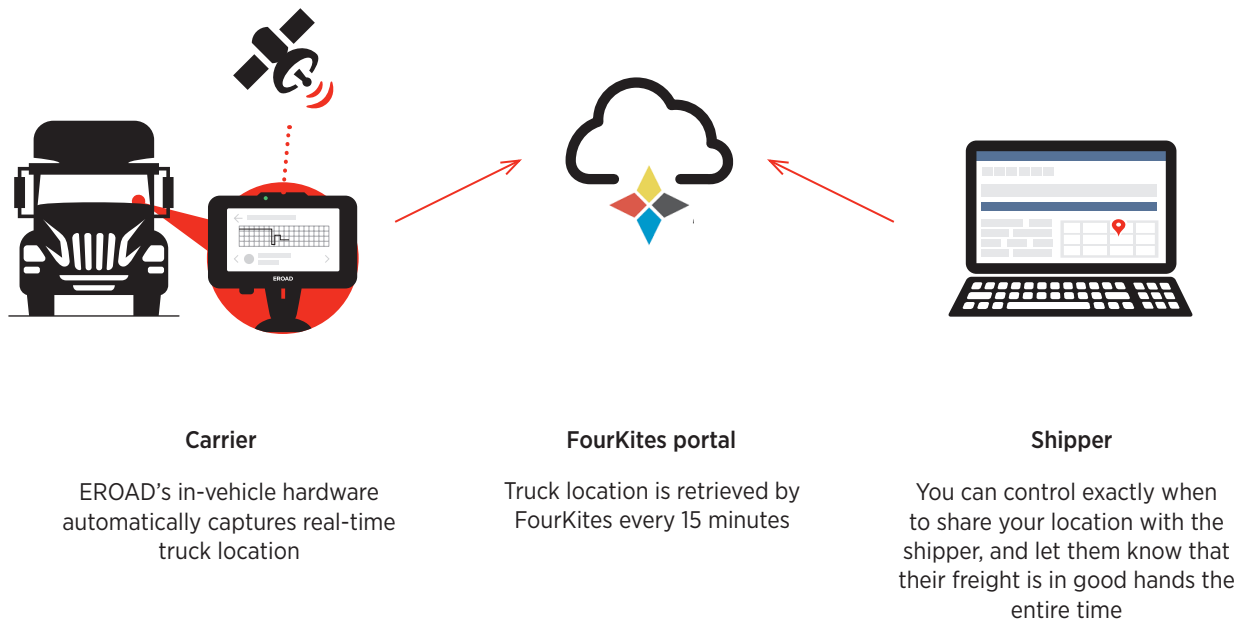 EROAD
Carrier
EROAD's in-vehicle hardware
automatically captures real-time
truck location
FourKites portal
Truck location is retrieved by
FourKites every 15 minutes
Shipper
You can control exactly when
to share your location with the
shipper, and let them know that
their freight is in good hands the
entire time